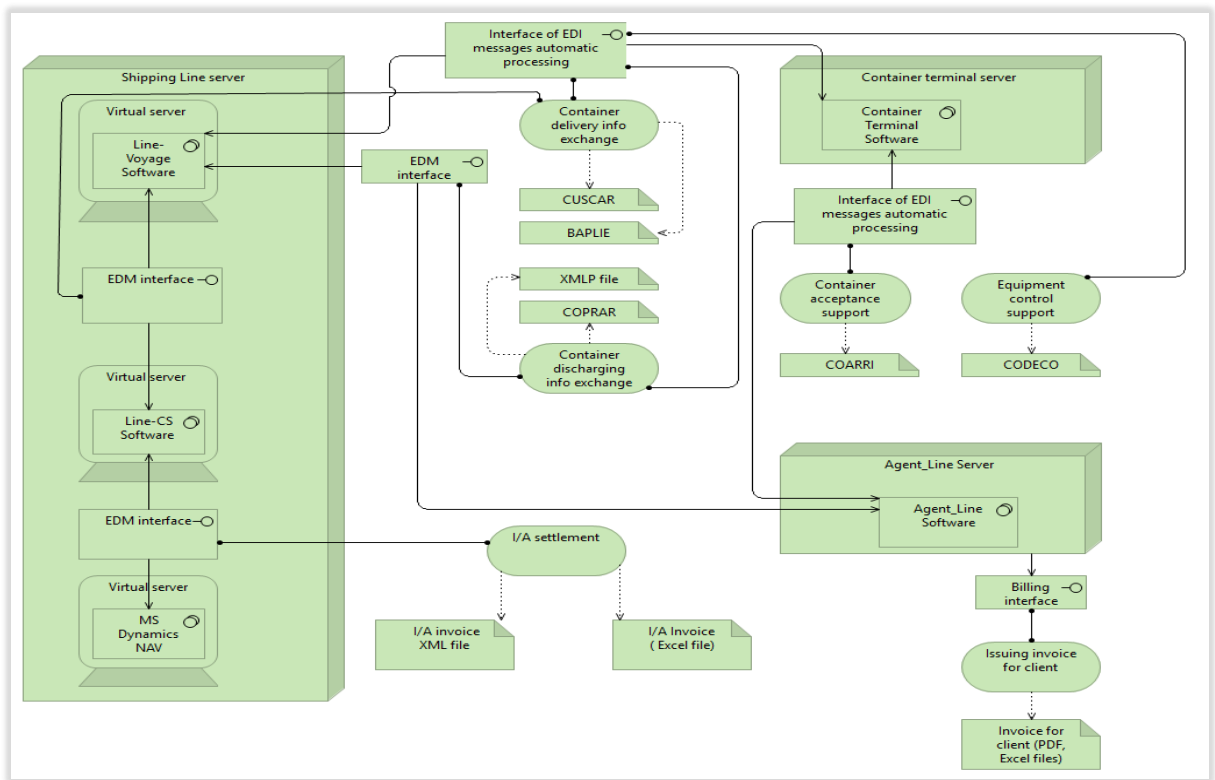 Interface of EDI
messages automatic
processing
Shipping Line server
Container terminal server
Virtual server
Line-
Voyage
Software
Container
delivery info
exchange
Container
Terminal
Software
EDM
interface
CUSCAR
BAPLIE
Interface of EDI
messages automatic
processing
EDM interface
XMLP file
COPRAR
Container
acceptance
support
Equipment
control
support
Container
discharging
info exchange
COARRI
CODECO
Virtual server
Line-CS
Software
Agent_Line Server
Agent_Line
Software
EDM interface
I/A settlement
Virtual server
MS
Dynamics
NAV
Billing
interface
I/A invoice
XML file
I/A Invoice
( Excel file)
Issuing invoice
for client
Invoice for
client (PDF,
Excel files)